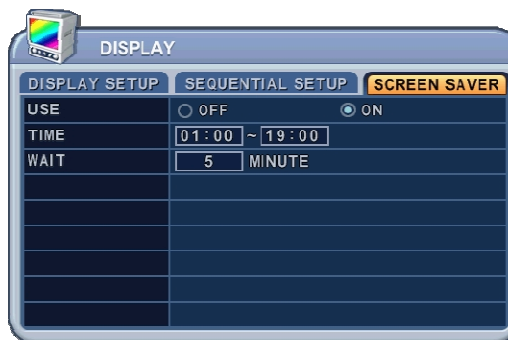 DISPLAY
DISPLAY SETUP SEQUENTIAL SETUP SCREEN SAVER
USE OFF ON
TIME 01:00 ~ 19:00
WAIT 5 MINUTE